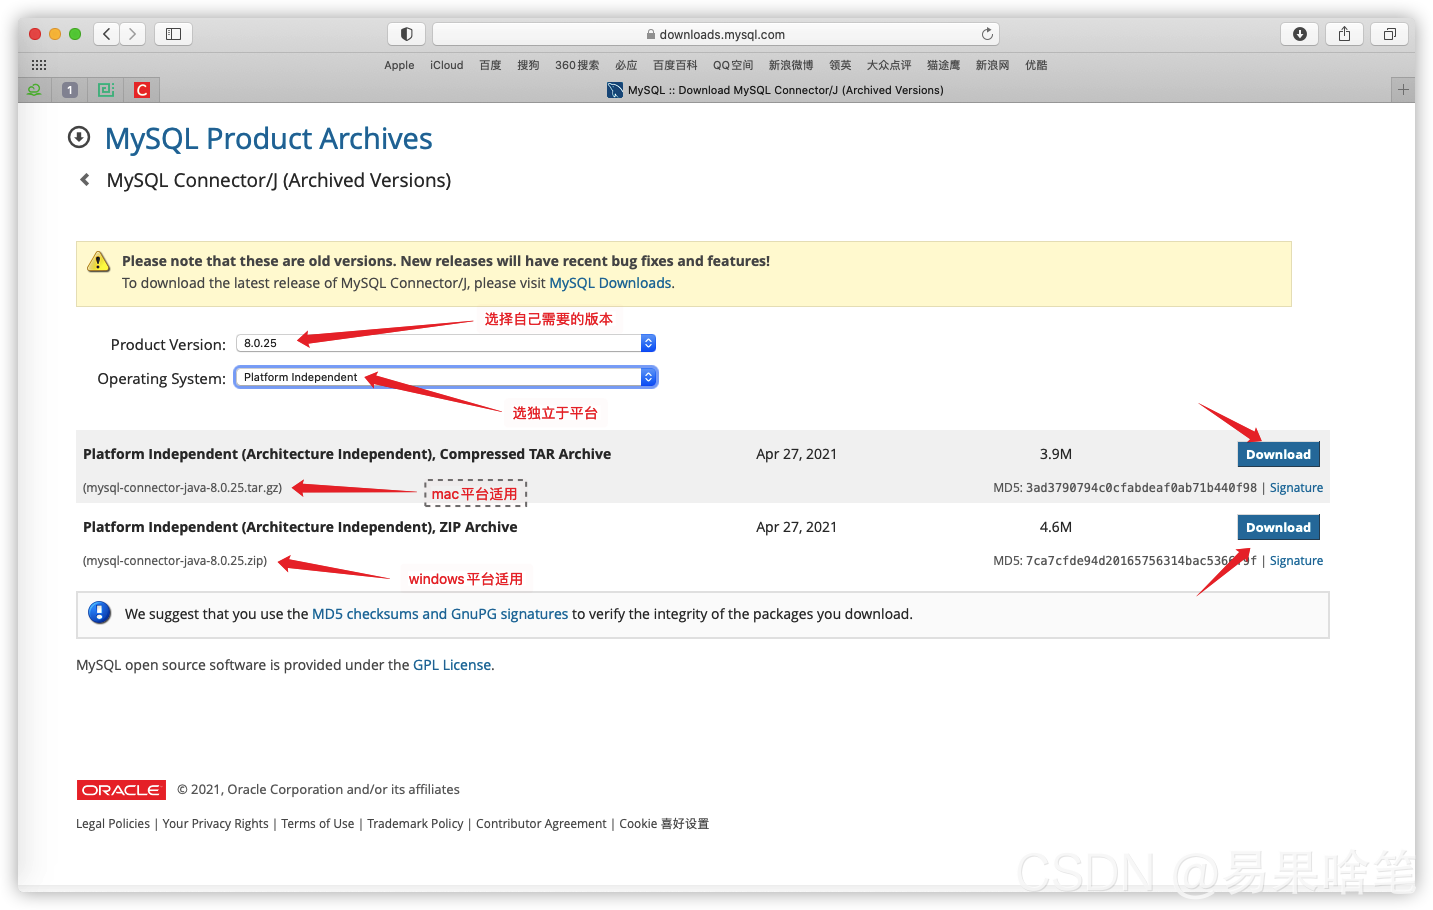 downloads.mysql.com
Apple iCloud 百度 搜狗 360搜索 必应 百度百科 QQ空间 新浪微博 领英 大众点评 猫途鹰 新浪网 优酷
1 C MySQL :: Download MySQL Connector/J (Archived Versions)
MySQL Product Archives
MySQL Connector/J (Archived Versions)
Please note that these are old versions. New releases will have recent bug fixes and features!
To download the latest release of MySQL Connector/J, please visit MySQL Downloads.
选择自己需要的版本
Product Version: 8.0.25
Operating System: Platform Independent
选独立于平台
Platform Independent (Architecture Independent), Compressed TAR Archive Apr 27, 2021 3.9M Download
(mysql-connector-java-8.0.25.tar.gz) mac平台适用 MD5: 3ad3790794c0cfabdeaf0ab71b440f98 | Signature
Platform Independent (Architecture Independent), ZIP Archive Apr 27, 2021 4.6M Download
(mysql-connector-java-8.0.25.zip) MD5: | Signature
windows平台适用
We suggest that you use the MD5 checksums and GnuPG signatures to verify the integrity of the packages you download.
MySQL open source software is provided under the GPL License.
ORACLE © 2021, Oracle Corporation and/or its affiliates
Legal Policies | Your Privacy Rights | Terms of Use | Trademark Policy | Contributor Agreement | Cookie 喜好设置
CSDN @易果啥笔